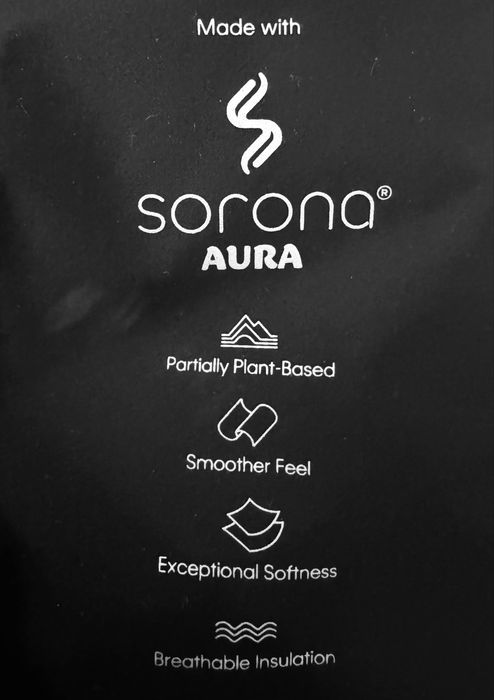 Made with
sorona®
AURA
Partially Plant-Based
Smoother Feel
Exceptional Softness
Breathable Insulation